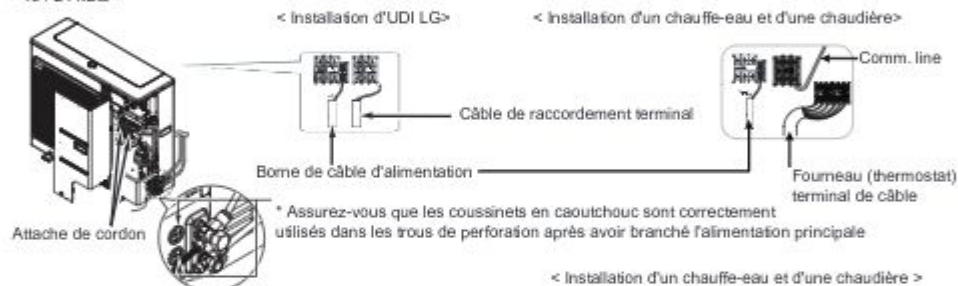 < Installation d'UDI LG>
< Installation d'un chauffe-eau et d'une chaudière>
Comm. line
Câble de raccordement terminal
Borne de câble d'alimentation
Fourneau (thermostat)
terminal de câble
Attache de cordon
* Assurez-vous que les coussinets en caoutchouc sont correctement
utilisés dans les trous de perforation après avoir branché l'alimentation principale
< Installation d'un chauffe-eau et d'une chaudière >